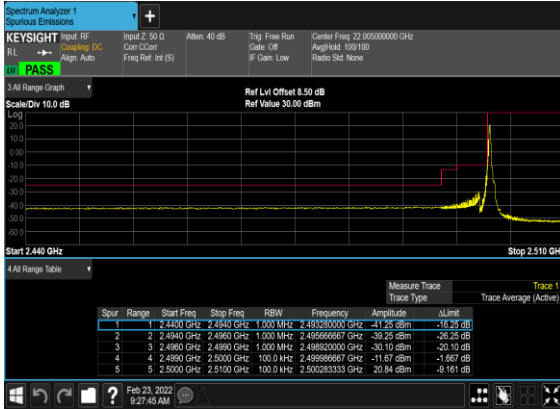 Spectrum Analyzer 1
Spurious Emissions
+
KEYSIGHT Input: RF Input Z: 50 Ω Atten: 40 dB Trig: Free Run Center Freq: 22.005000000 GHz
RL Coupling: DC Corr CCorr Gate: Off Avg|Hold: 100/100
Align: Auto Freq Ref: Int (S) IF Gain: Low Radio Std: None
PASS
3 All Range Graph
Ref Lvl Offset 8.50 dB
Scale/Div 10.0 dB Ref Value 30.00 dBm
Log
20.0
10.0
0.00
-10.0
-20.0
-30.0
-40.0
-50.0
-60.0
Start 2.440 GHz Stop 2.510 GH
4 All Range Table
Measure Trace Trace 1
Trace Type Trace Average (Active)
Spur Range Start Freq Stop Freq RBW Frequency Amplitude ΔLimit
1 1 2.4400 GHz 2.4940 GHz 1.000 MHz 2.493280000 GHz -41.25 dBm -16.25 dB
2 2 2.4940 GHz 2.4960 GHz 1.000 MHz 2.495666667 GHz -39.25 dBm -26.25 dB
3 3 2.4960 GHz 2.4990 GHz 1.000 MHz 2.498920000 GHz -30.10 dBm -20.10 dB
4 4 2.4990 GHz 2.5000 GHz 100.0 kHz 2.499986667 GHz -11.67 dBm -1.667 dB
5 5 2.5000 GHz 2.5100 GHz 100.0 kHz 2.500283333 GHz 20.84 dBm -9.161 dB
? Feb 23, 2022
9:27:45 AM